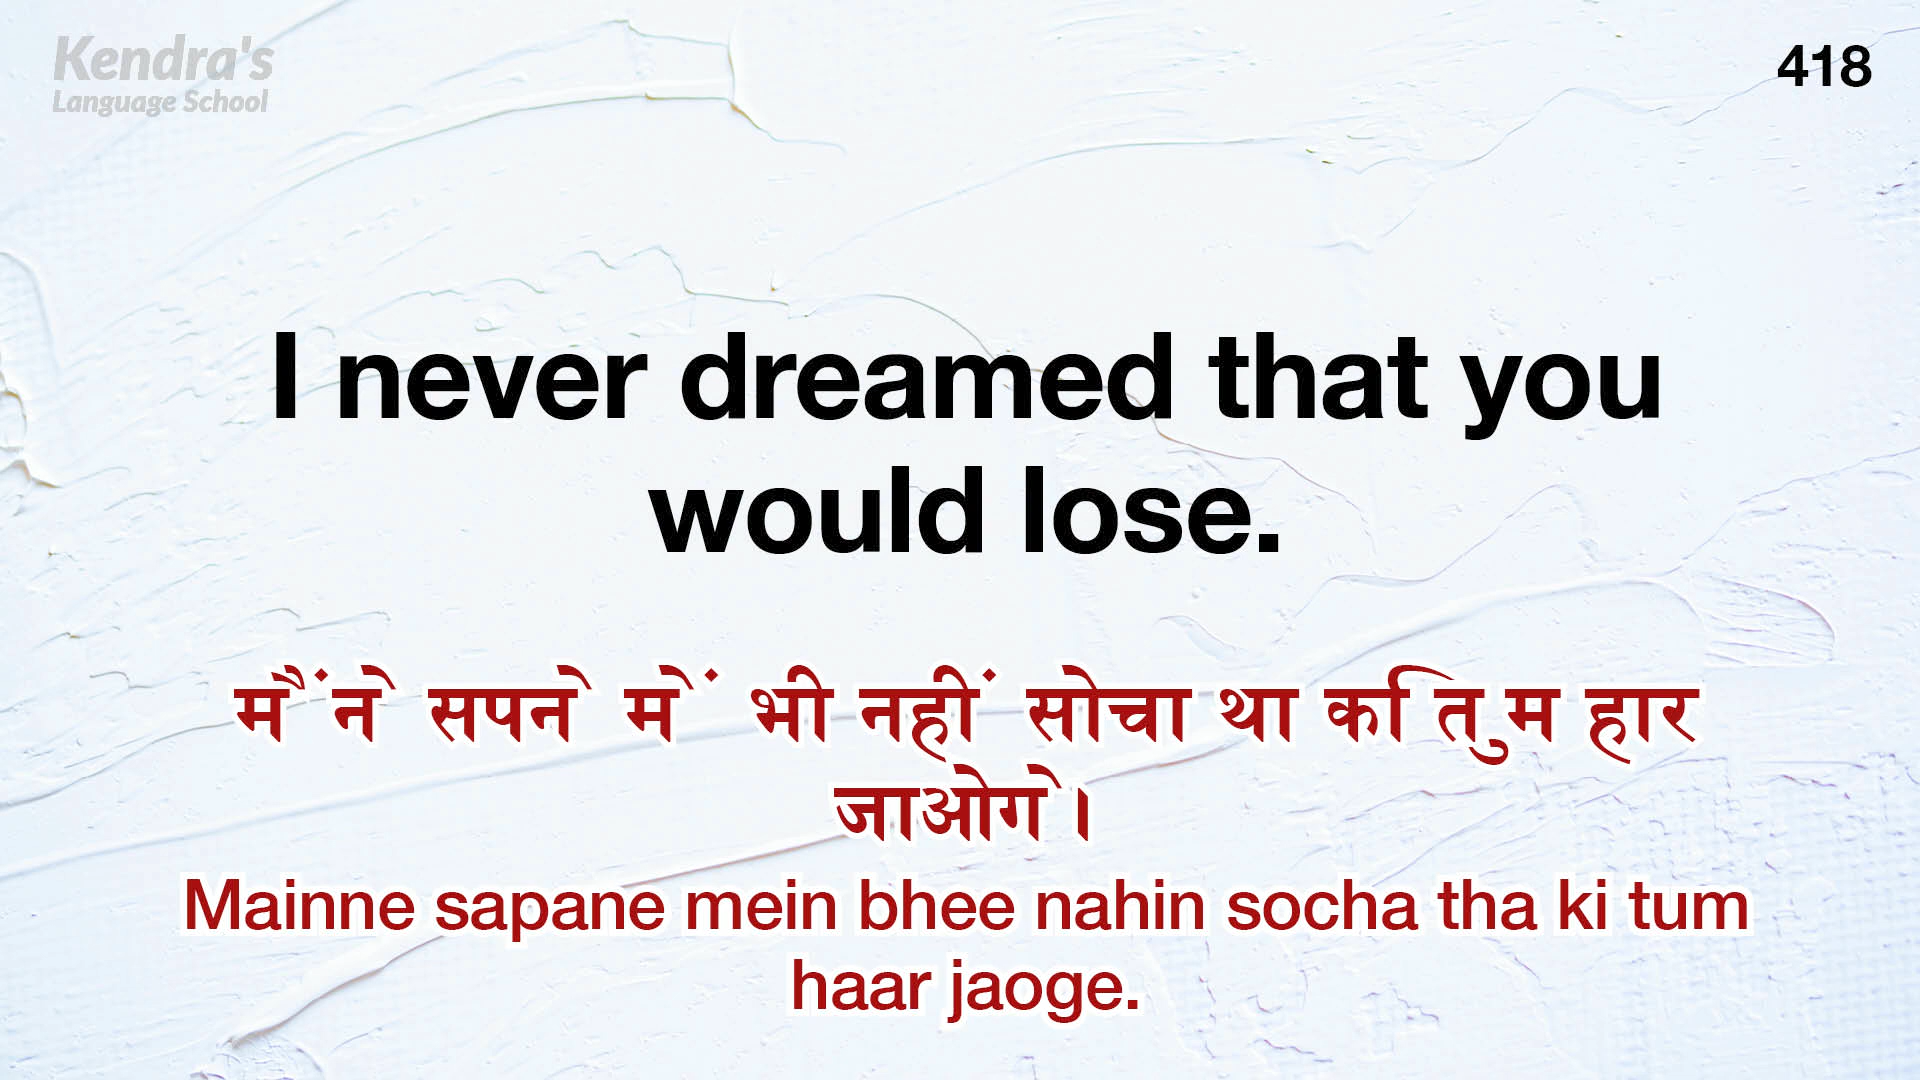 Kendra's
Language School
418
I never dreamed that you
would lose.
मैंने सपने में भी नहीं सोचा था कि तुम हार
जाओगे।
Mainne sapane mein bhee nahin socha tha ki tum
haar jaoge.